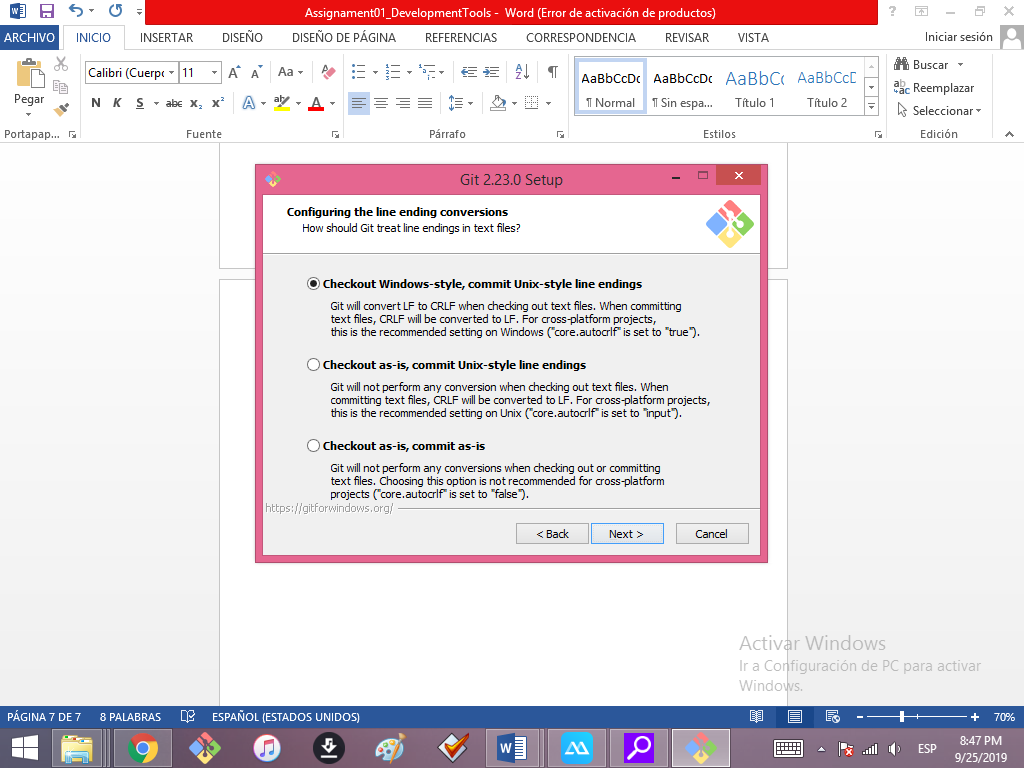 Assignament01_DevelopmentTools - Word (Error de activación de productos)
ARCHIVO INICIO INSERTAR DISEÑO DISEÑO DE PÁGINA REFERENCIAS CORRESPONDENCIA REVISAR VISTA Iniciar sesión
Pegar
Calibri (Cuerpo 11
Aa
N K S abc x₂ x²
AaBbCcDc AaBbCcDc AaBbCc AaBbCcD
¶ Normal ¶ Sin espa... Título 1 Título 2
Buscar
Reemplazar
Seleccionar
Portapap... Fuente Párrafo Estilos Edición
Git 2.23.0 Setup
Configuring the line ending conversions
How should Git treat line endings in text files?
Checkout Windows-style, commit Unix-style line endings
Git will convert LF to CRLF when checking out text files. When committing
text files, CRLF will be converted to LF. For cross-platform projects,
this is the recommended setting on Windows ("core.autocrlf" is set to "true").
Checkout as-is, commit Unix-style line endings
Git will not perform any conversion when checking out text files. When
committing text files, CRLF will be converted to LF. For cross-platform projects,
this is the recommended setting on Unix ("core.autocrlf" is set to "input").
Checkout as-is, commit as-is
Git will not perform any conversions when checking out or committing
text files. Choosing this option is not recommended for cross-platform
projects ("core.autocrlf" is set to "false").
https://gitforwindows.org/
< Back Next > Cancel
Activar Windows
Ir a Configuración de PC para activar
Windows.
PÁGINA 7 DE 7 8 PALABRAS ESPAÑOL (ESTADOS UNIDOS) 70%
ESP
8:47 PM
9/25/2019